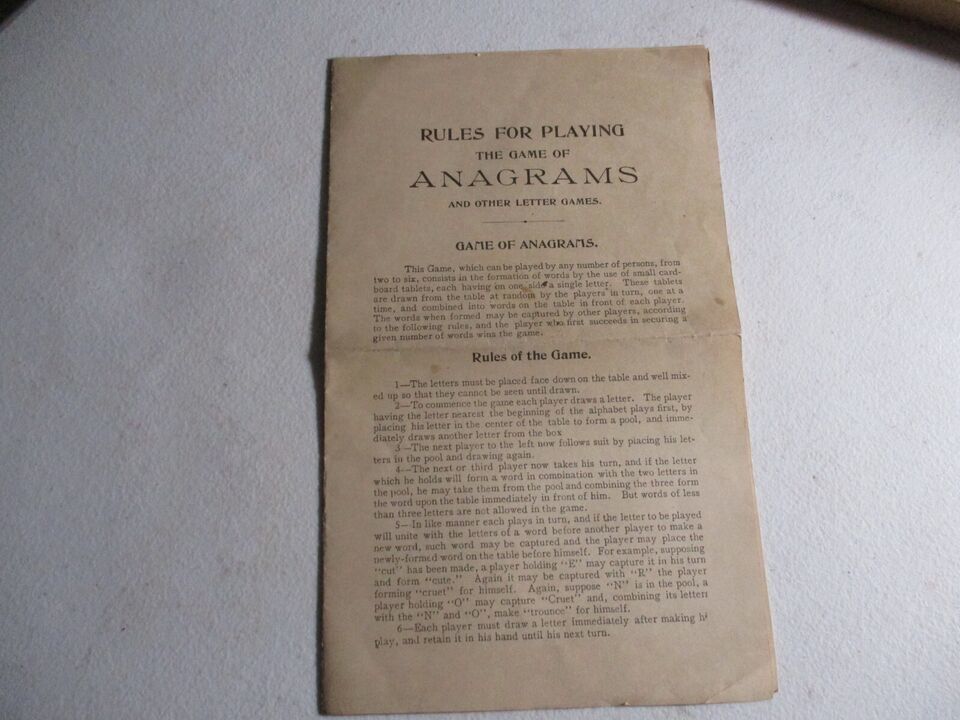 RULES FOR PLAYING
THE GAME OF
ANAGRAMS
AND OTHER LETTER GAMES.
GAME OF ANAGRAMS.
This Game, which can be played by any number of persons, from
two to six, consists in the formation of words by the use of small card-
board tablets, each having on one side a single letter. These tablets
are drawn from the table at random by the players in turn, one at a
time, and combined into words on the table in front of each player.
The words when formed may be captured by other players, according
to the following rules, and the player who first succeeds in securing a
given number of words wins the game.
Rules of the Game.
1—The letters must be placed face down on the table and well mix-
ed up so that they cannot be seen until drawn.
2—To commence the game each player draws a letter. The player
having the letter nearest the beginning of the alphabet plays first, by
placing his letter in the center of the table to form a pool, and imme-
diately draws another letter from the box
3—The next player to the left now follows suit by placing his let-
ters in the pool and drawing again.
4—The next or third player now takes his turn, and if the letter
which he holds will form a word in combination with the two letters in
the pool, he may take them from the pool and combining the three form
the word upon the table immediately in front of him. But words of less
than three letters are not allowed in the game.
5—In like manner each plays in turn, and if the letter to be played
will unite with the letters of a word before another player to make a
new word, such word may be captured and the player may place the
newly-formed word on the table before himself. For example, supposing
"cut" has been made, a player holding "E" may capture it in his turn
and form "cute." Again it may be captured with "R" the player
forming "cruet" for himself. Again, suppose "N" is in the pool, a
player holding "O" may capture "Cruet" and, combining its letters
with the "N" and "O", make "trounce" for himself.
6—Each player must draw a letter immediately after making hi
play, and retain it in his hand until his next turn.